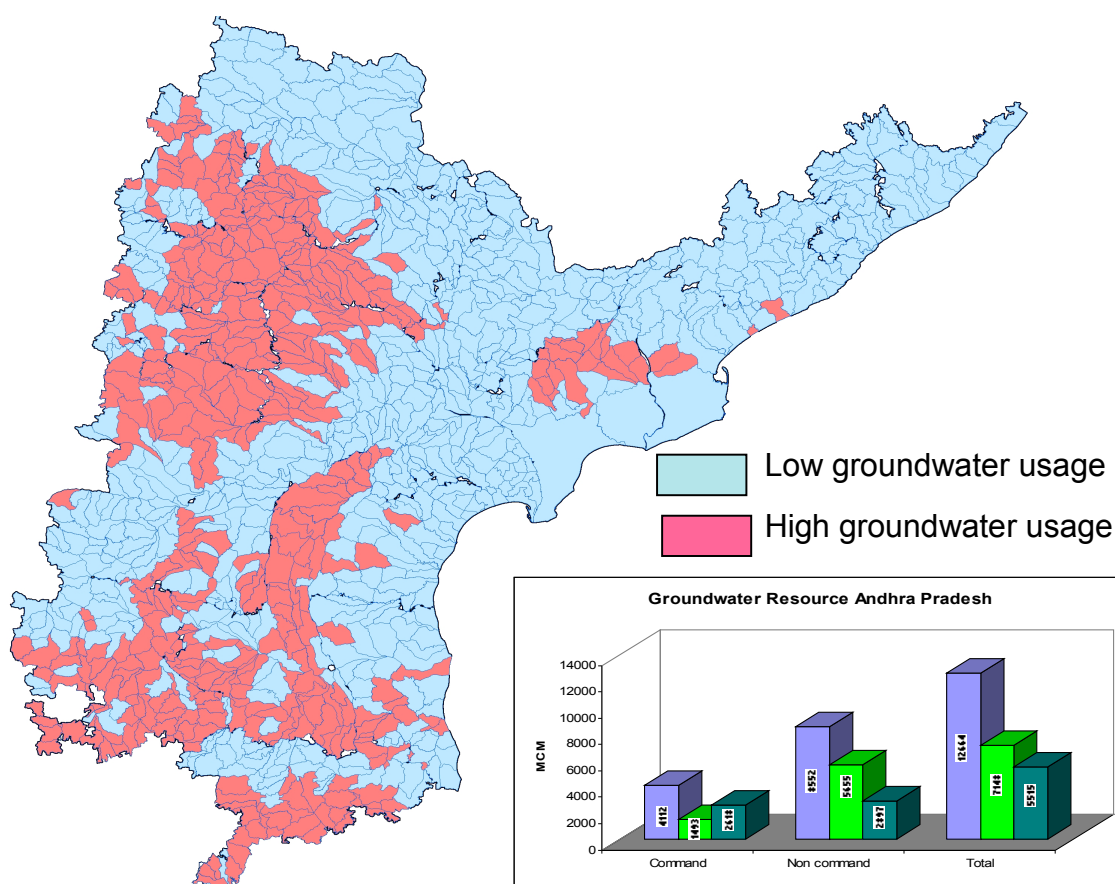 Low groundwater usage
High groundwater usage
Groundwater Resource Andhra Pradesh
14000
12000
10000
8000
6000
4000
2000
0
MCM
4112
1493
2618
8552
5655
2897
12664
7148
5515
Command
Non command
Total